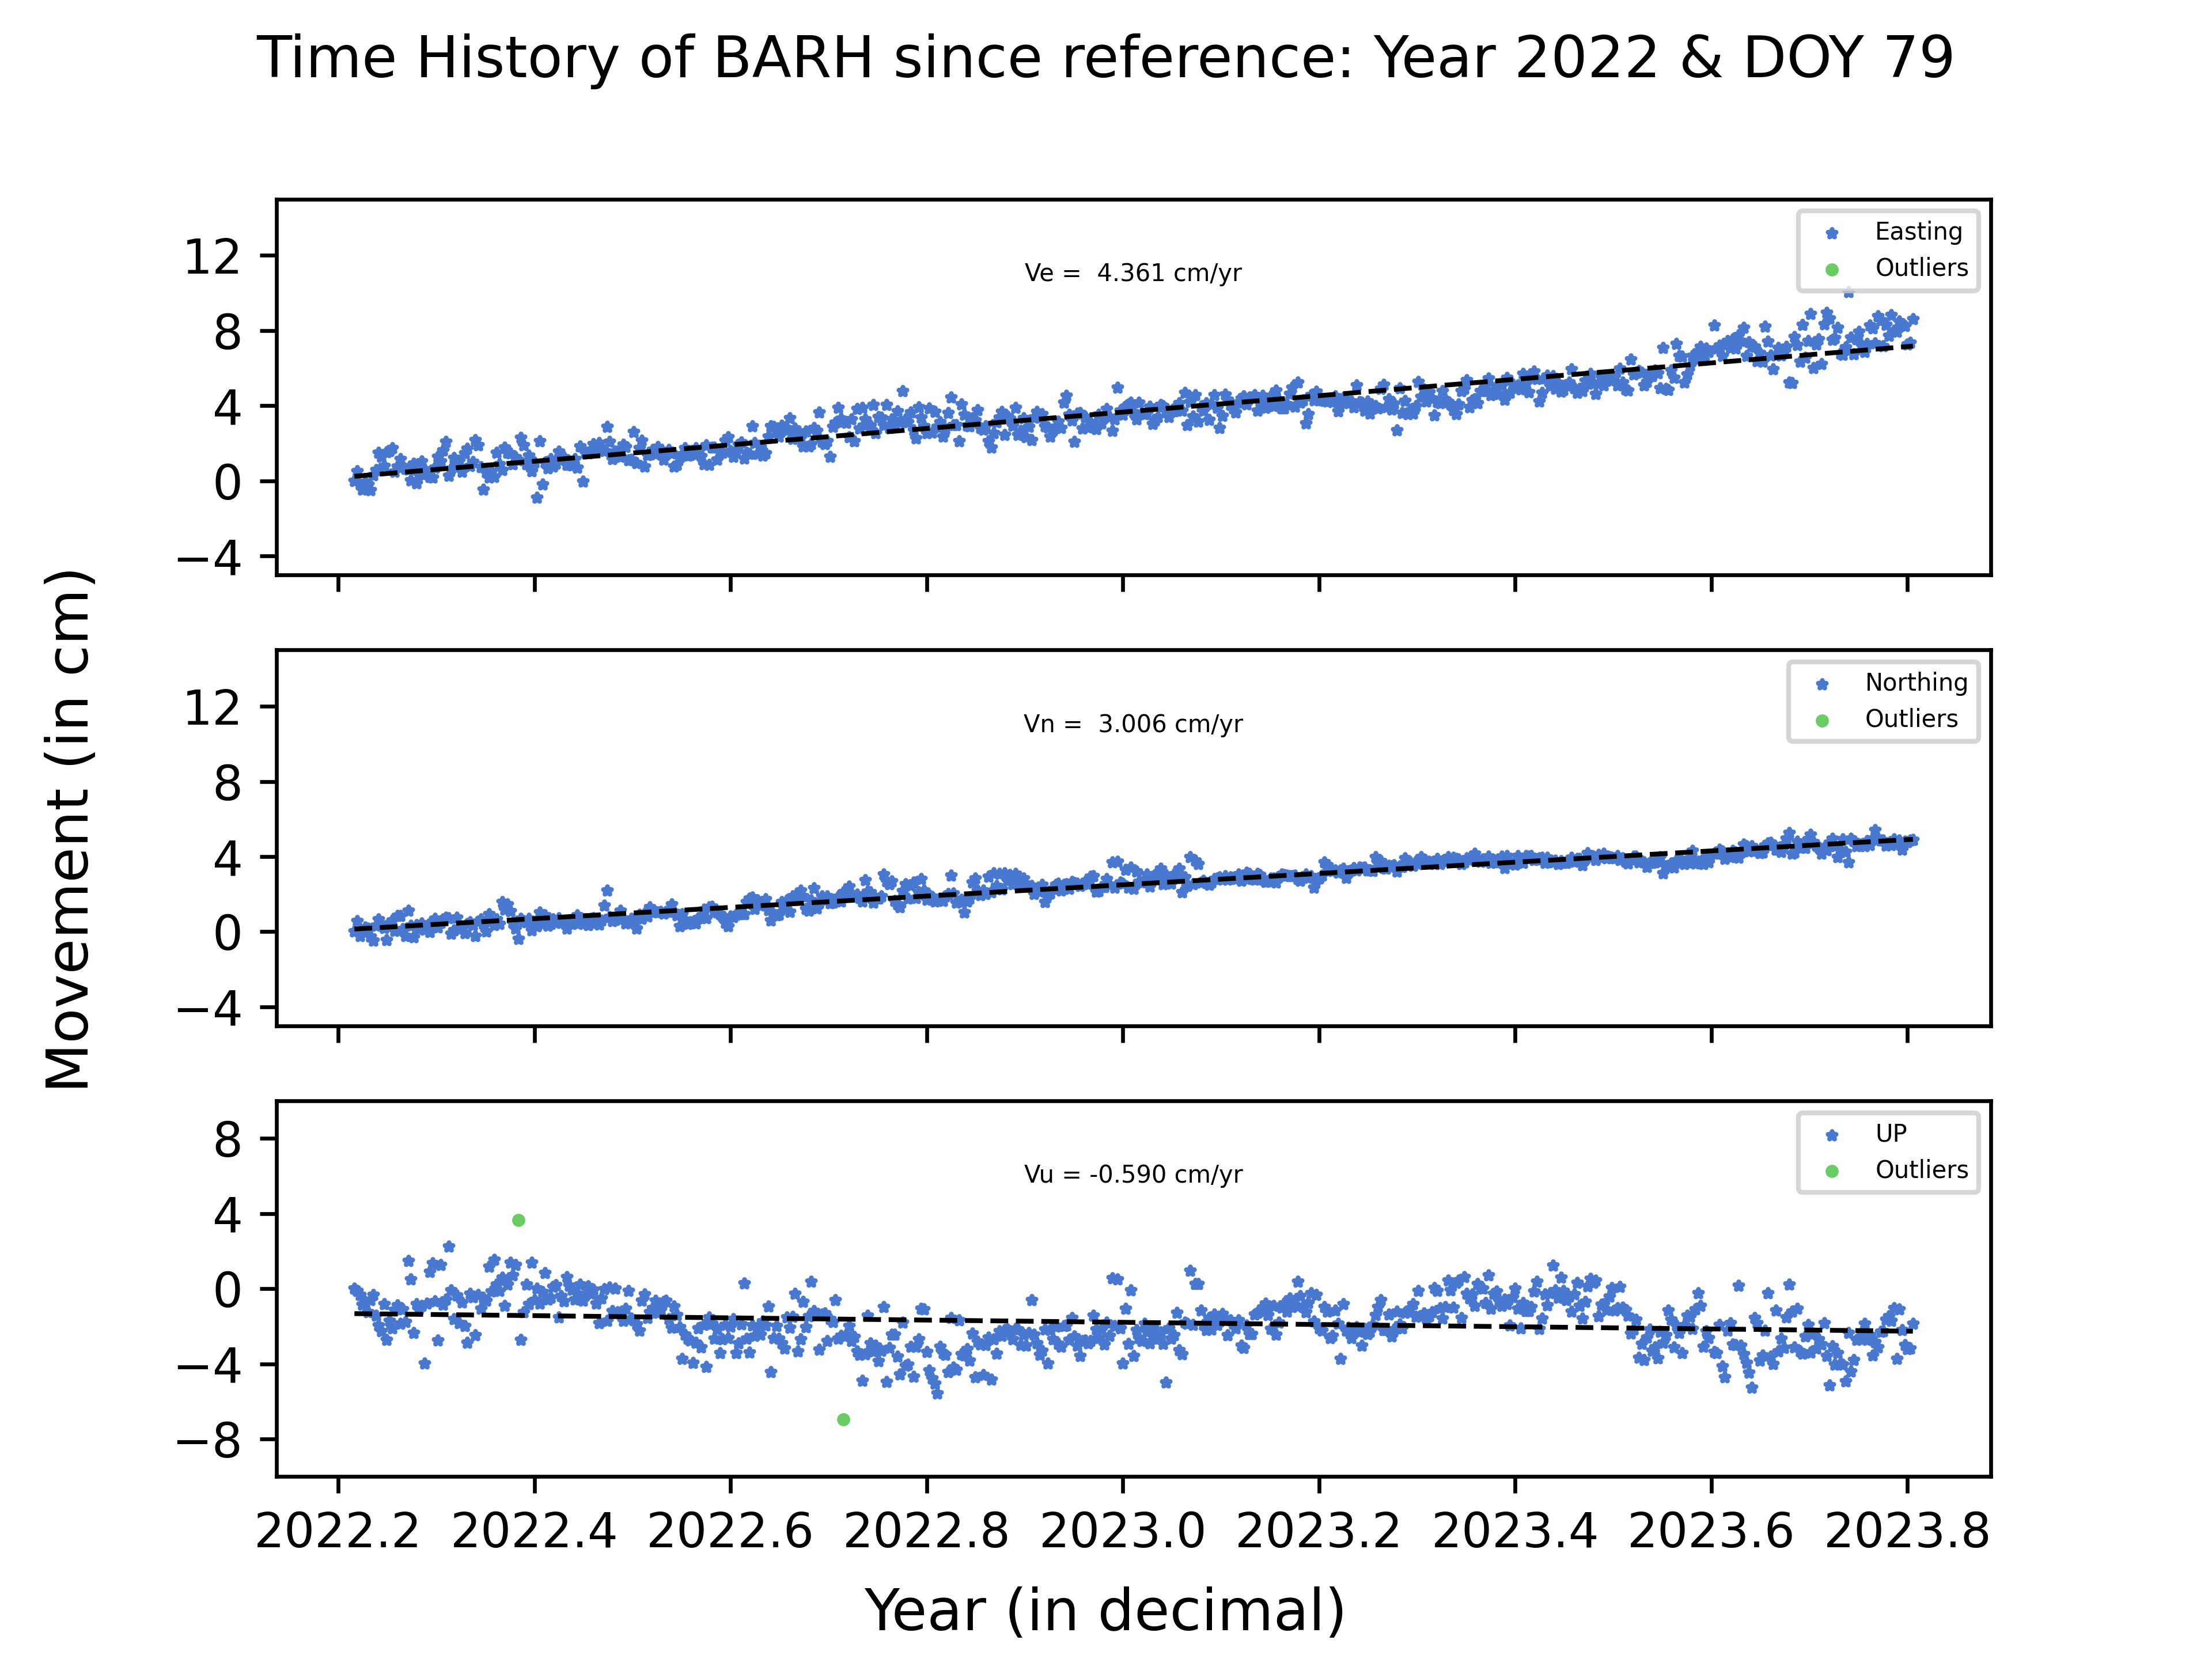 Time History of BARH since reference: Year 2022 & DOY 79
Movement (in cm)
12
8
4
0
−4
Ve =  4.361 cm/yr
Easting
Outliers
12
8
4
0
−4
Vn =  3.006 cm/yr
Northing
Outliers
8
4
0
−4
−8
Vu = -0.590 cm/yr
UP
Outliers
2022.2 2022.4 2022.6 2022.8 2023.0 2023.2 2023.4 2023.6 2023.8
Year (in decimal)